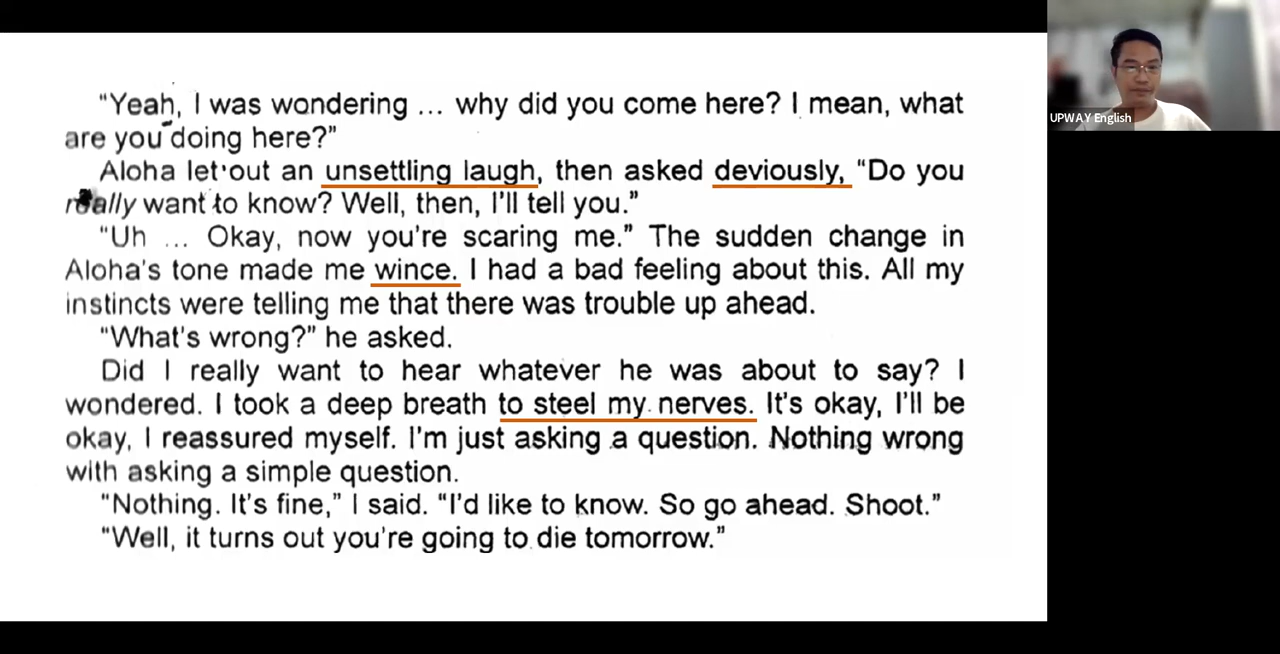 “Yeah, I was wondering ... why did you come here? I mean, what
are you doing here?”
Aloha let out an unsettling laugh, then asked deviously, “Do you
really want to know? Well, then, I'll tell you.”
“Uh ... Okay, now you're scaring me.” The sudden change in
Aloha's tone made me wince. I had a bad feeling about this. All my
instincts were telling me that there was trouble up ahead.
“What's wrong?” he asked.
Did I really want to hear whatever he was about to say? I
wondered. I took a deep breath to steel my nerves. It's okay, I'll be
okay, I reassured myself. I'm just asking a question. Nothing wrong
with asking a simple question.
“Nothing. It's fine,” I said. “I'd like to know. So go ahead. Shoot.”
“Well, it turns out you're going to die tomorrow.”
UPWAY English